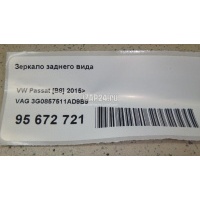 Зеркало заднего вида
VW Passat [B8] 2015>
VAG 3G0857511AD9B9
95 672 721